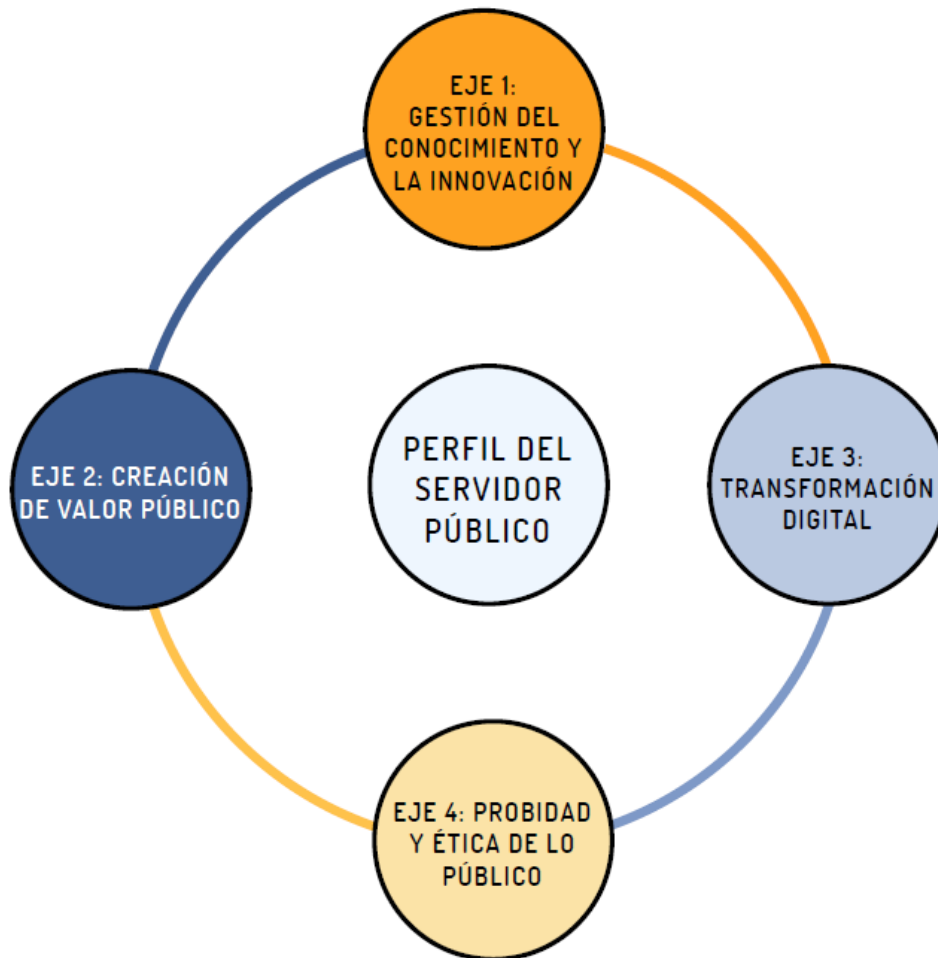 EJE 1:
GESTIÓN DEL
CONOCIMIENTO Y
LA INNOVACIÓN
EJE 2: CREACIÓN
DE VALOR PÚBLICO
PERFIL DEL
SERVIDOR
PÚBLICO
EJE 3:
TRANSFORMACIÓN
DIGITAL
EJE 4: PROBIDAD
Y ÉTICA DE LO
PÚBLICO